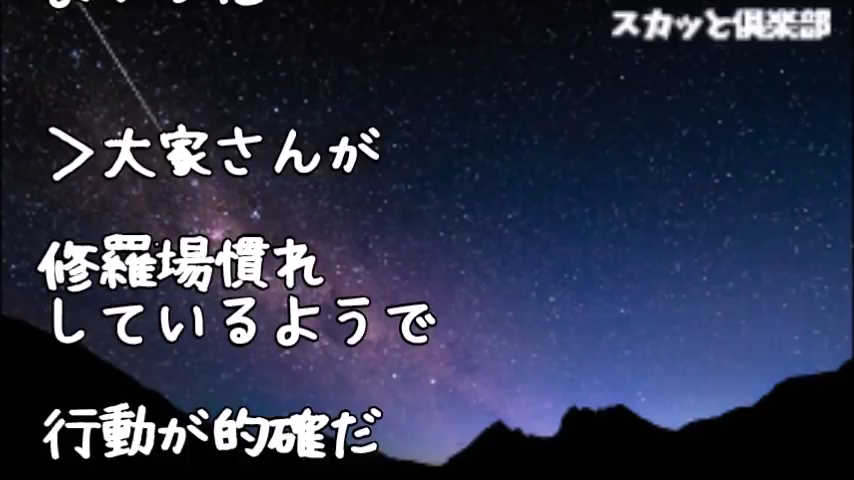 スカッと倶楽部
＞大家さんが
修羅場慣れ
しているようで
行動が的確だ